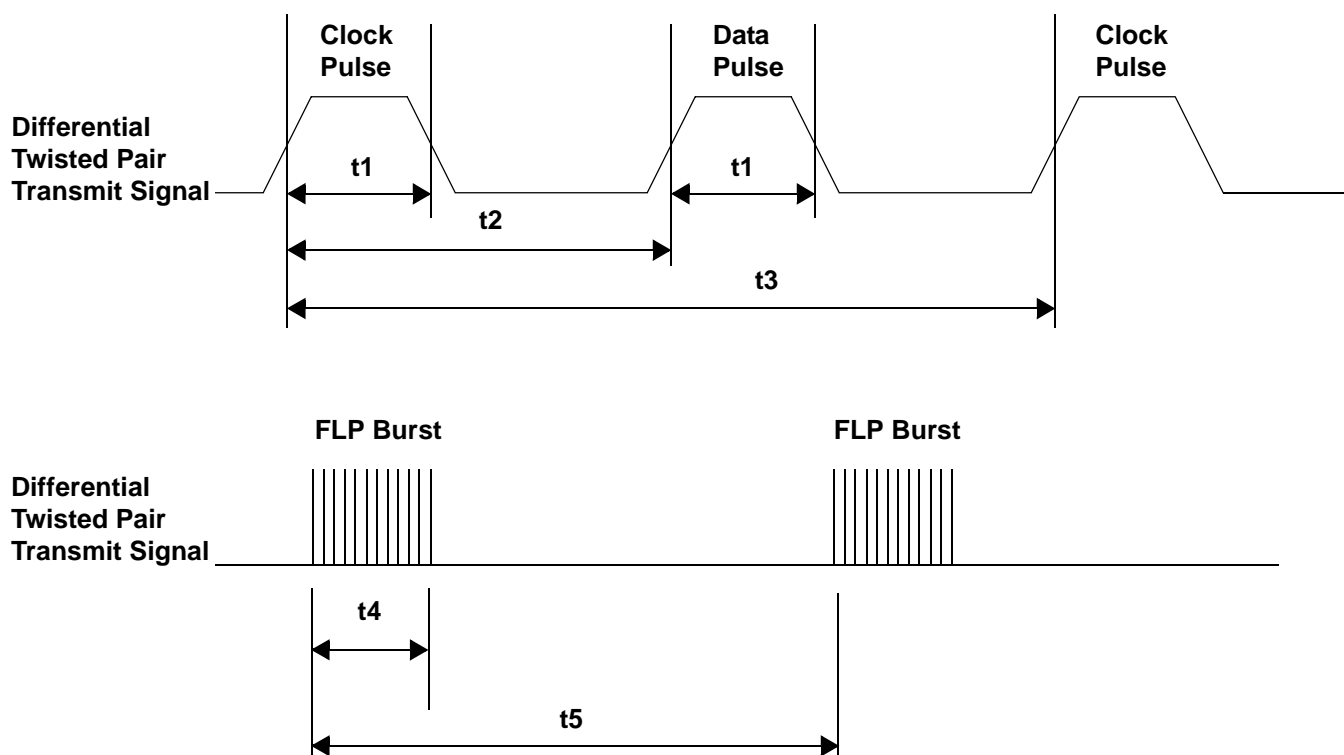 Clock
Pulse
Data
Pulse
Clock
Pulse
Differential
Twisted Pair
Transmit Signal
t1
t1
t2
t3
FLP Burst
FLP Burst
Differential
Twisted Pair
Transmit Signal
t4
t5